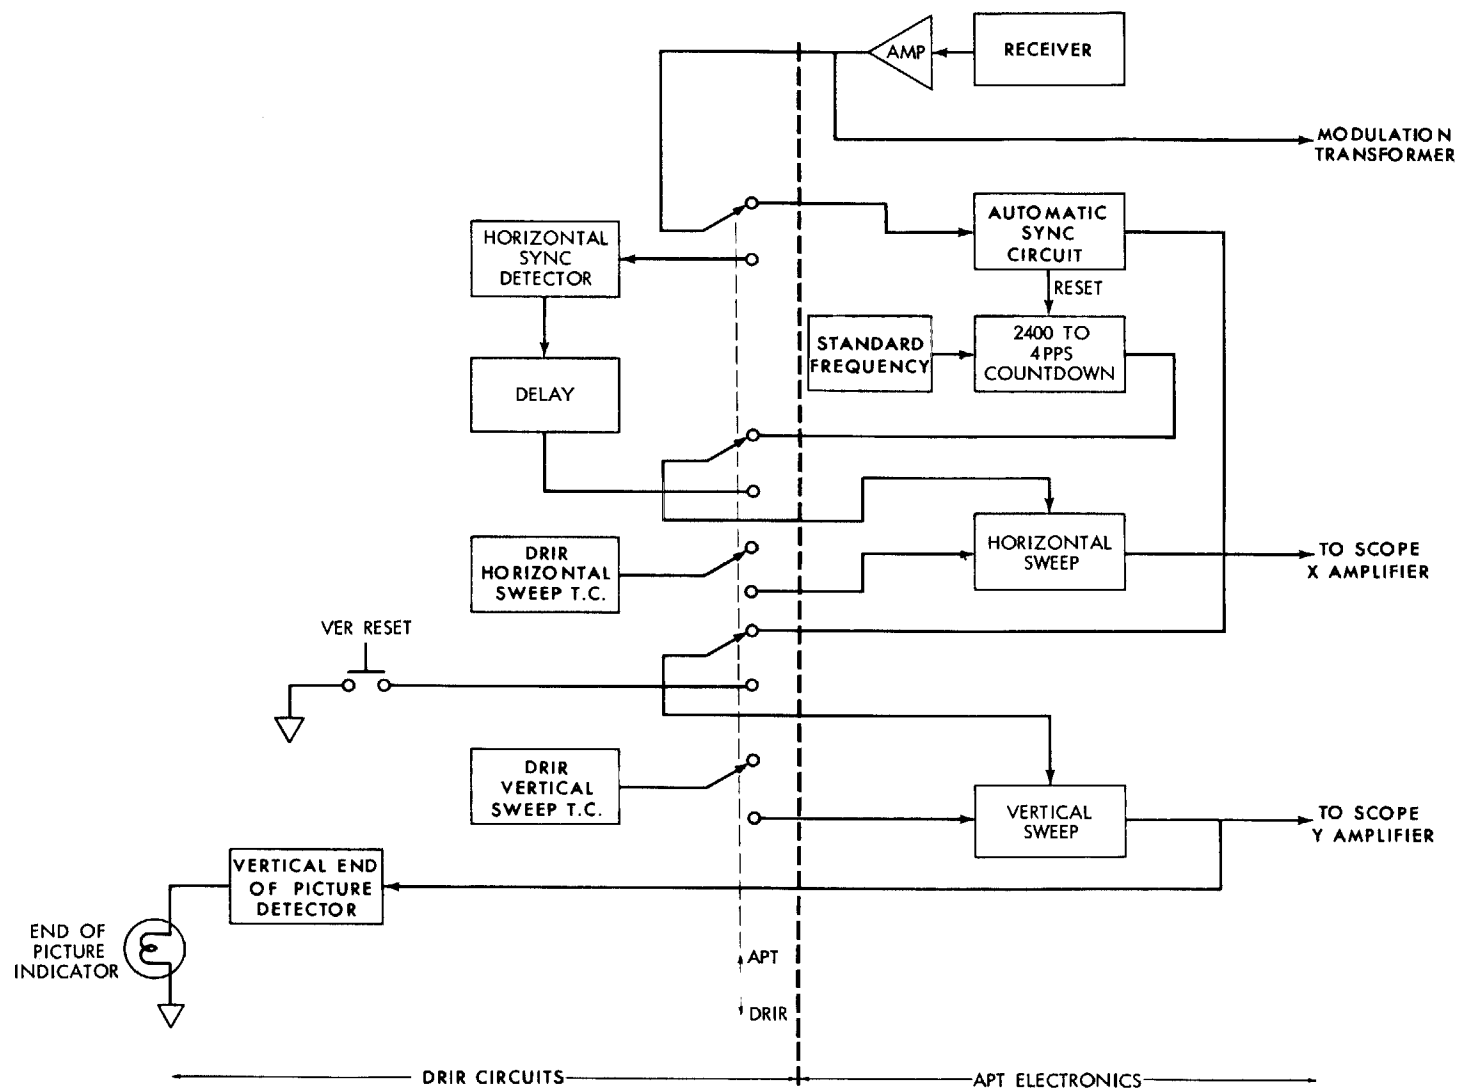 AMP
RECEIVER
MODULATION
TRANSFORMER
HORIZONTAL
SYNC
DETECTOR
AUTOMATIC
SYNC
CIRCUIT
RESET
STANDARD
FREQUENCY
2400 TO
4 PPS
COUNTDOWN
DELAY
DRIR
HORIZONTAL
SWEEP T.C.
HORIZONTAL
SWEEP
TO SCOPE
X AMPLIFIER
VER RESET
DRIR
VERTICAL
SWEEP T.C.
VERTICAL
SWEEP
TO SCOPE
Y AMPLIFIER
VERTICAL END
OF PICTURE
DETECTOR
END OF
PICTURE
INDICATOR
APT
DRIR
DRIR CIRCUITS
APT ELECTRONICS